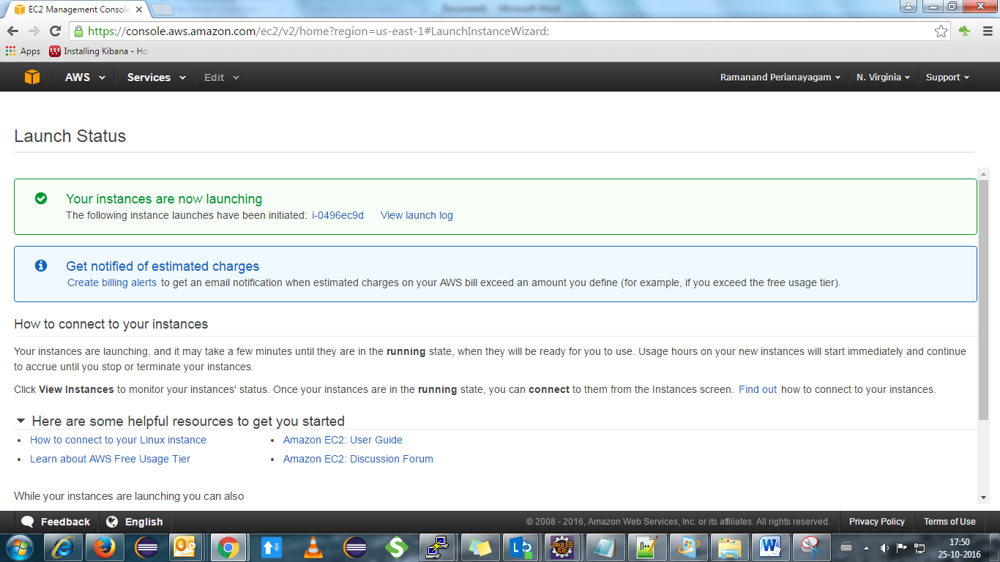 EC2 Management Console
Document1 - Microsoft Word
https://console.aws.amazon.com/ec2/v2/home?region=us-east-1#LaunchInstanceWizard:
Apps Installing Kibana - Ho
AWS Services Edit Ramanand Perianayagam N. Virginia Support
Launch Status
Your instances are now launching
The following instance launches have been initiated: i-0496ec9d View launch log
Get notified of estimated charges
Create billing alerts to get an email notification when estimated charges on your AWS bill exceed an amount you define (for example, if you exceed the free usage tier).
How to connect to your instances
Your instances are launching, and it may take a few minutes until they are in the running state, when they will be ready for you to use. Usage hours on your new instances will start immediately and continue
to accrue until you stop or terminate your instances.
Click View Instances to monitor your instances' status. Once your instances are in the running state, you can connect to them from the Instances screen. Find out how to connect to your instances.
Here are some helpful resources to get you started
• How to connect to your Linux instance • Amazon EC2: User Guide
• Learn about AWS Free Usage Tier • Amazon EC2: Discussion Forum
While your instances are launching you can also
Feedback English © 2008 - 2016, Amazon Web Services, Inc. or its affiliates. All rights reserved. Privacy Policy Terms of Use
Java EE
IDE
17:50
25-10-2016